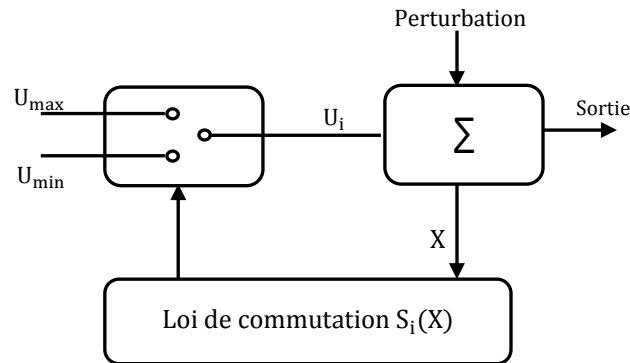 Perturbation
U_max
U_i
Σ
Sortie
U_min
X
Loi de commutation S_i(X)